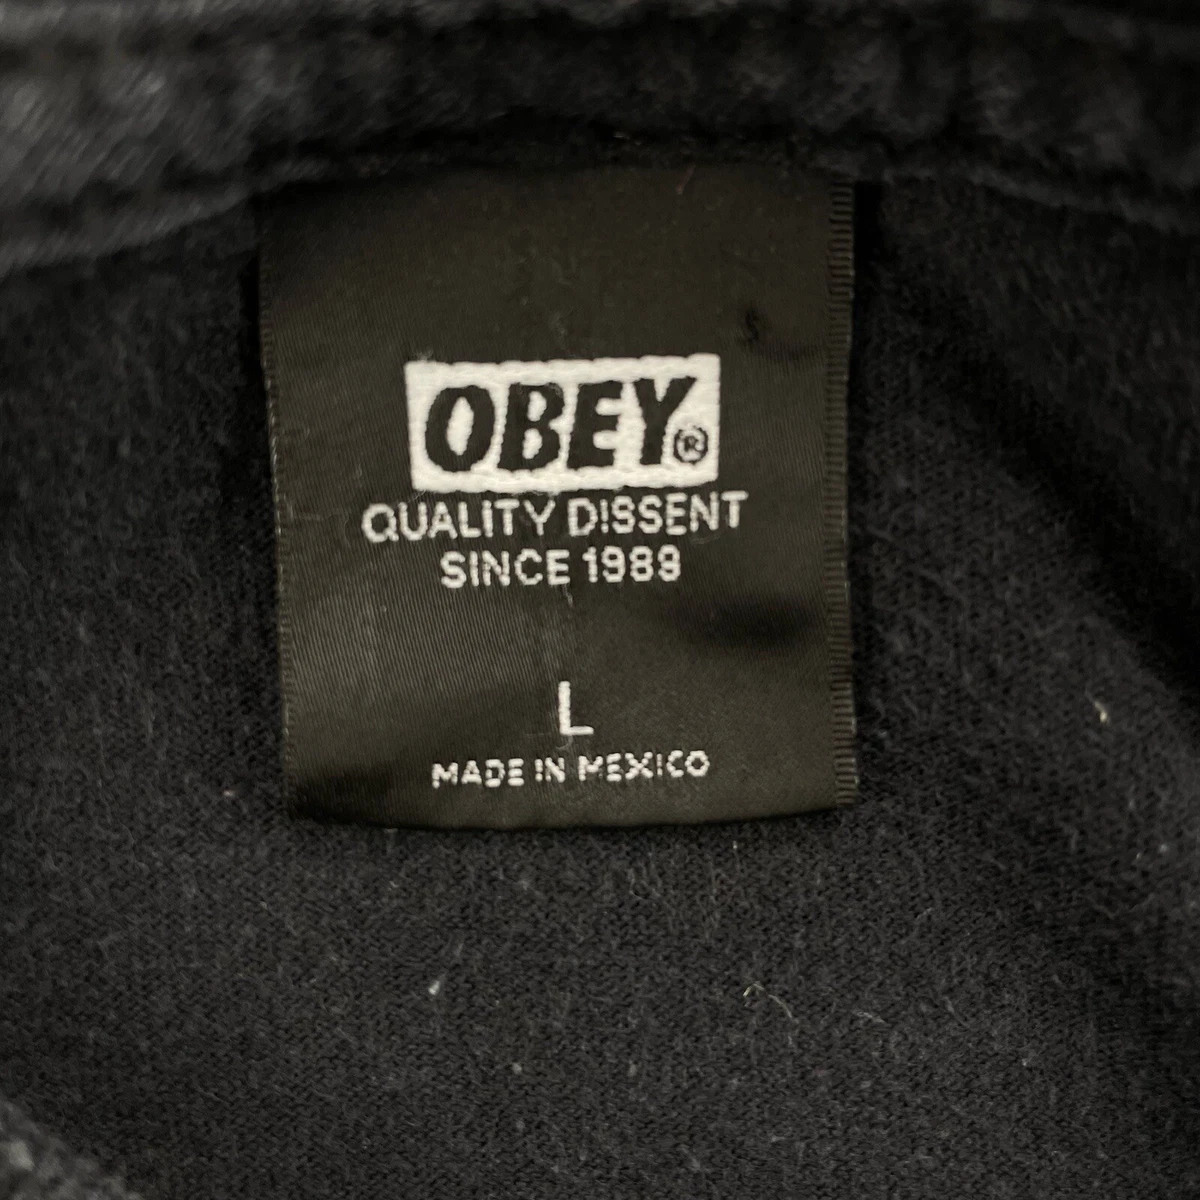 OBEY®
QUALITY DISSENT
SINCE 1989
L
MADE IN MEXICO